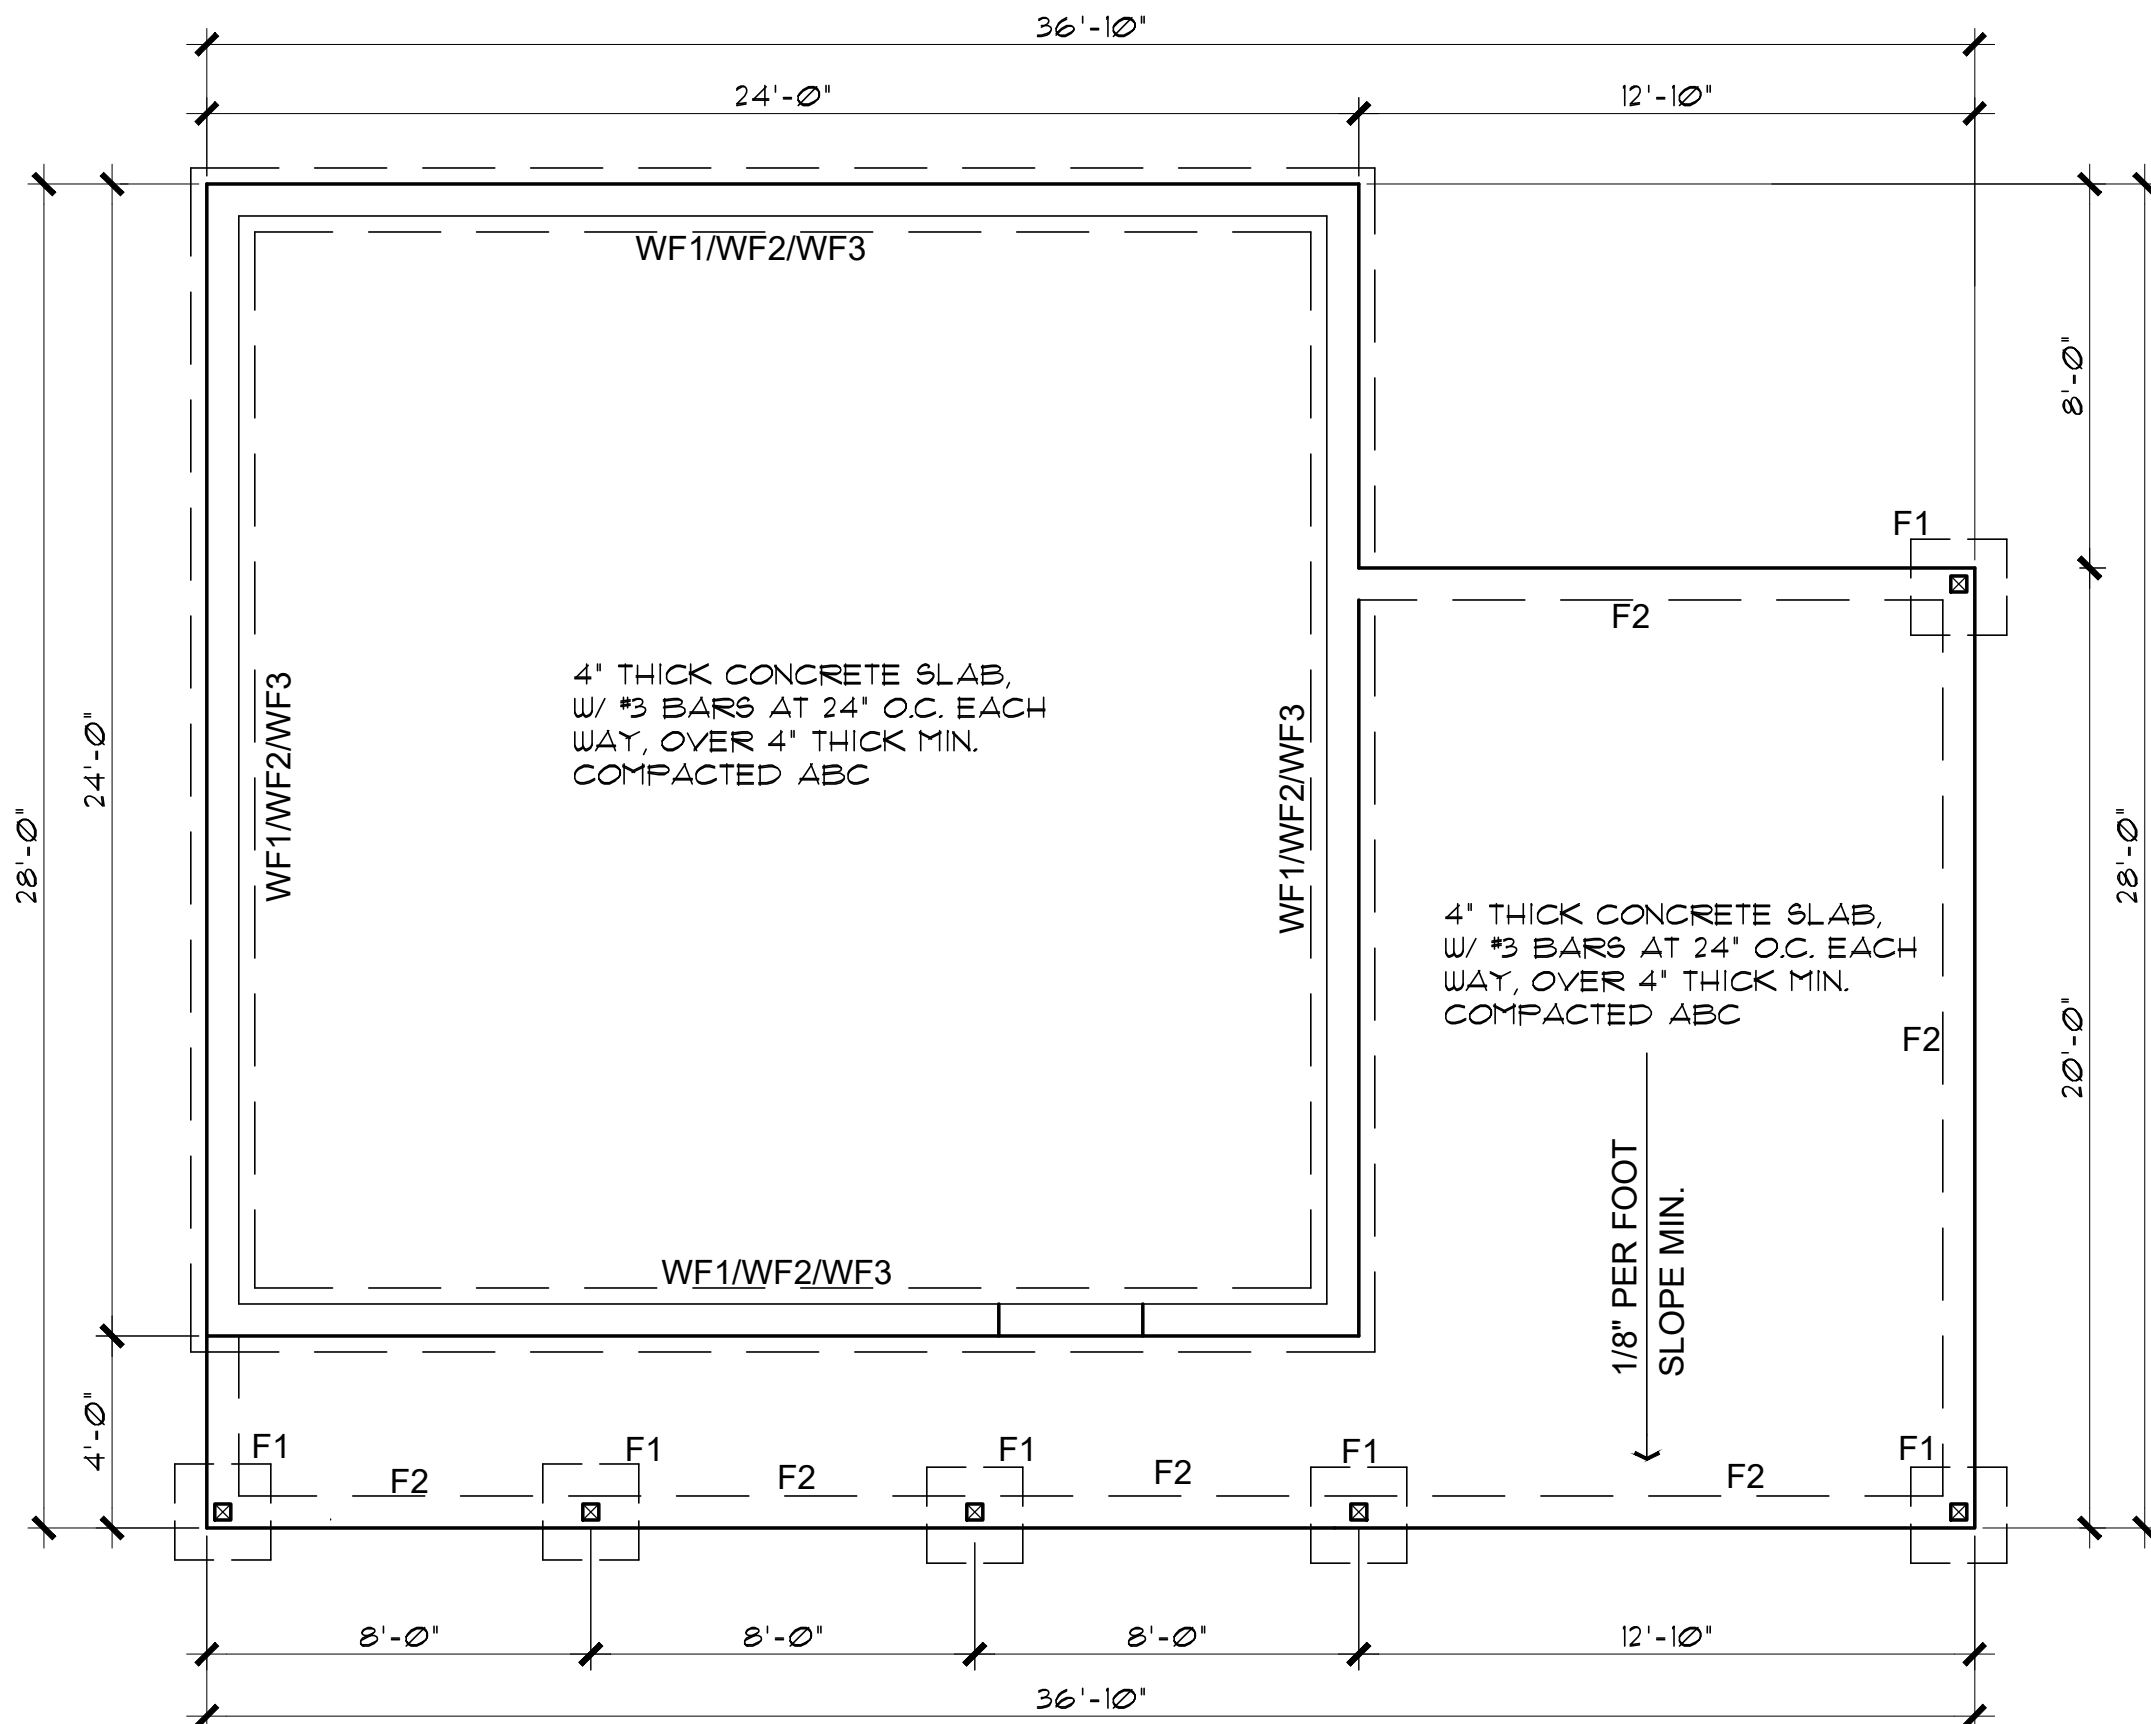 36'-10"
24'-0"
12'-10"
WF1/WF2/WF3
8'-0"
F1
F2
4" THICK CONCRETE SLAB,
W/ #3 BARS AT 24" O.C. EACH
WAY, OVER 4" THICK MIN.
COMPACTED ABC
WF1/WF2/WF3
WF1/WF2/WF3
24'-0"
28'-0"
28'-0"
4" THICK CONCRETE SLAB,
W/ #3 BARS AT 24" O.C. EACH
WAY, OVER 4" THICK MIN.
COMPACTED ABC
F2
20'-0"
1/8" PER FOOT
SLOPE MIN.
WF1/WF2/WF3
4'-0"
F1
F1
F1
F1
F1
F2
F2
F2
F2
8'-0"
8'-0"
8'-0"
12'-10"
36'-10"